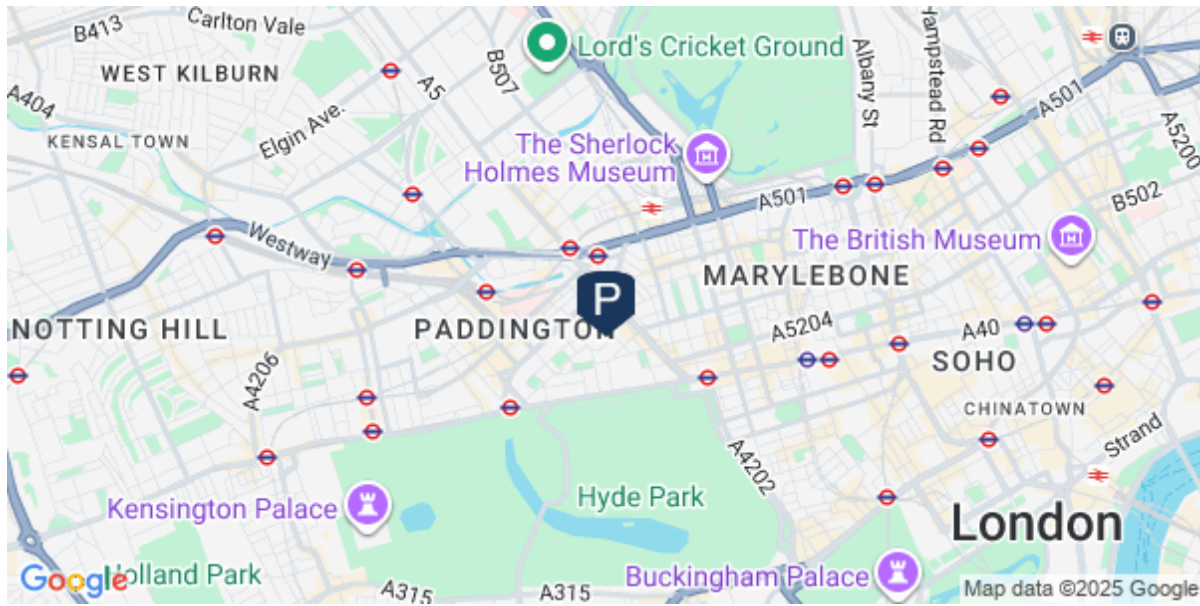 B413
Carlton Vale
WEST KILBURN
A404
KENSAL TOWN
Elgin Ave.
A5
B507
Lord's Cricket Ground
Albany St
Hampstead Rd
A501
A5200
The Sherlock
Holmes Museum
A501
B502
Westway
The British Museum
MARYLEBONE
P
NOTTING HILL
PADDINGTON
A5204
A40
SOHO
A4206
CHINATOWN
Strand
A4202
Kensington Palace
Hyde Park
London
Google
Holland Park
A315
A315
Buckingham Palace
Map data ©2025 Google